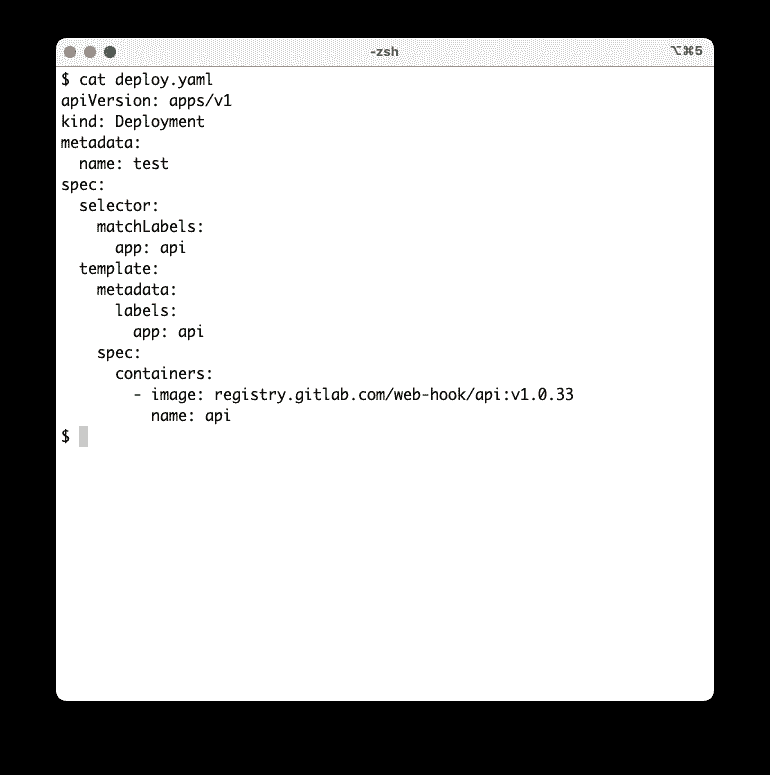 -zsh ⌥⌘5
$ cat deploy.yaml
apiVersion: apps/v1
kind: Deployment
metadata:
  name: test
spec:
  selector:
    matchLabels:
      app: api
  template:
    metadata:
      labels:
        app: api
    spec:
      containers:
        - image: registry.gitlab.com/web-hook/api:v1.0.33
          name: api
$